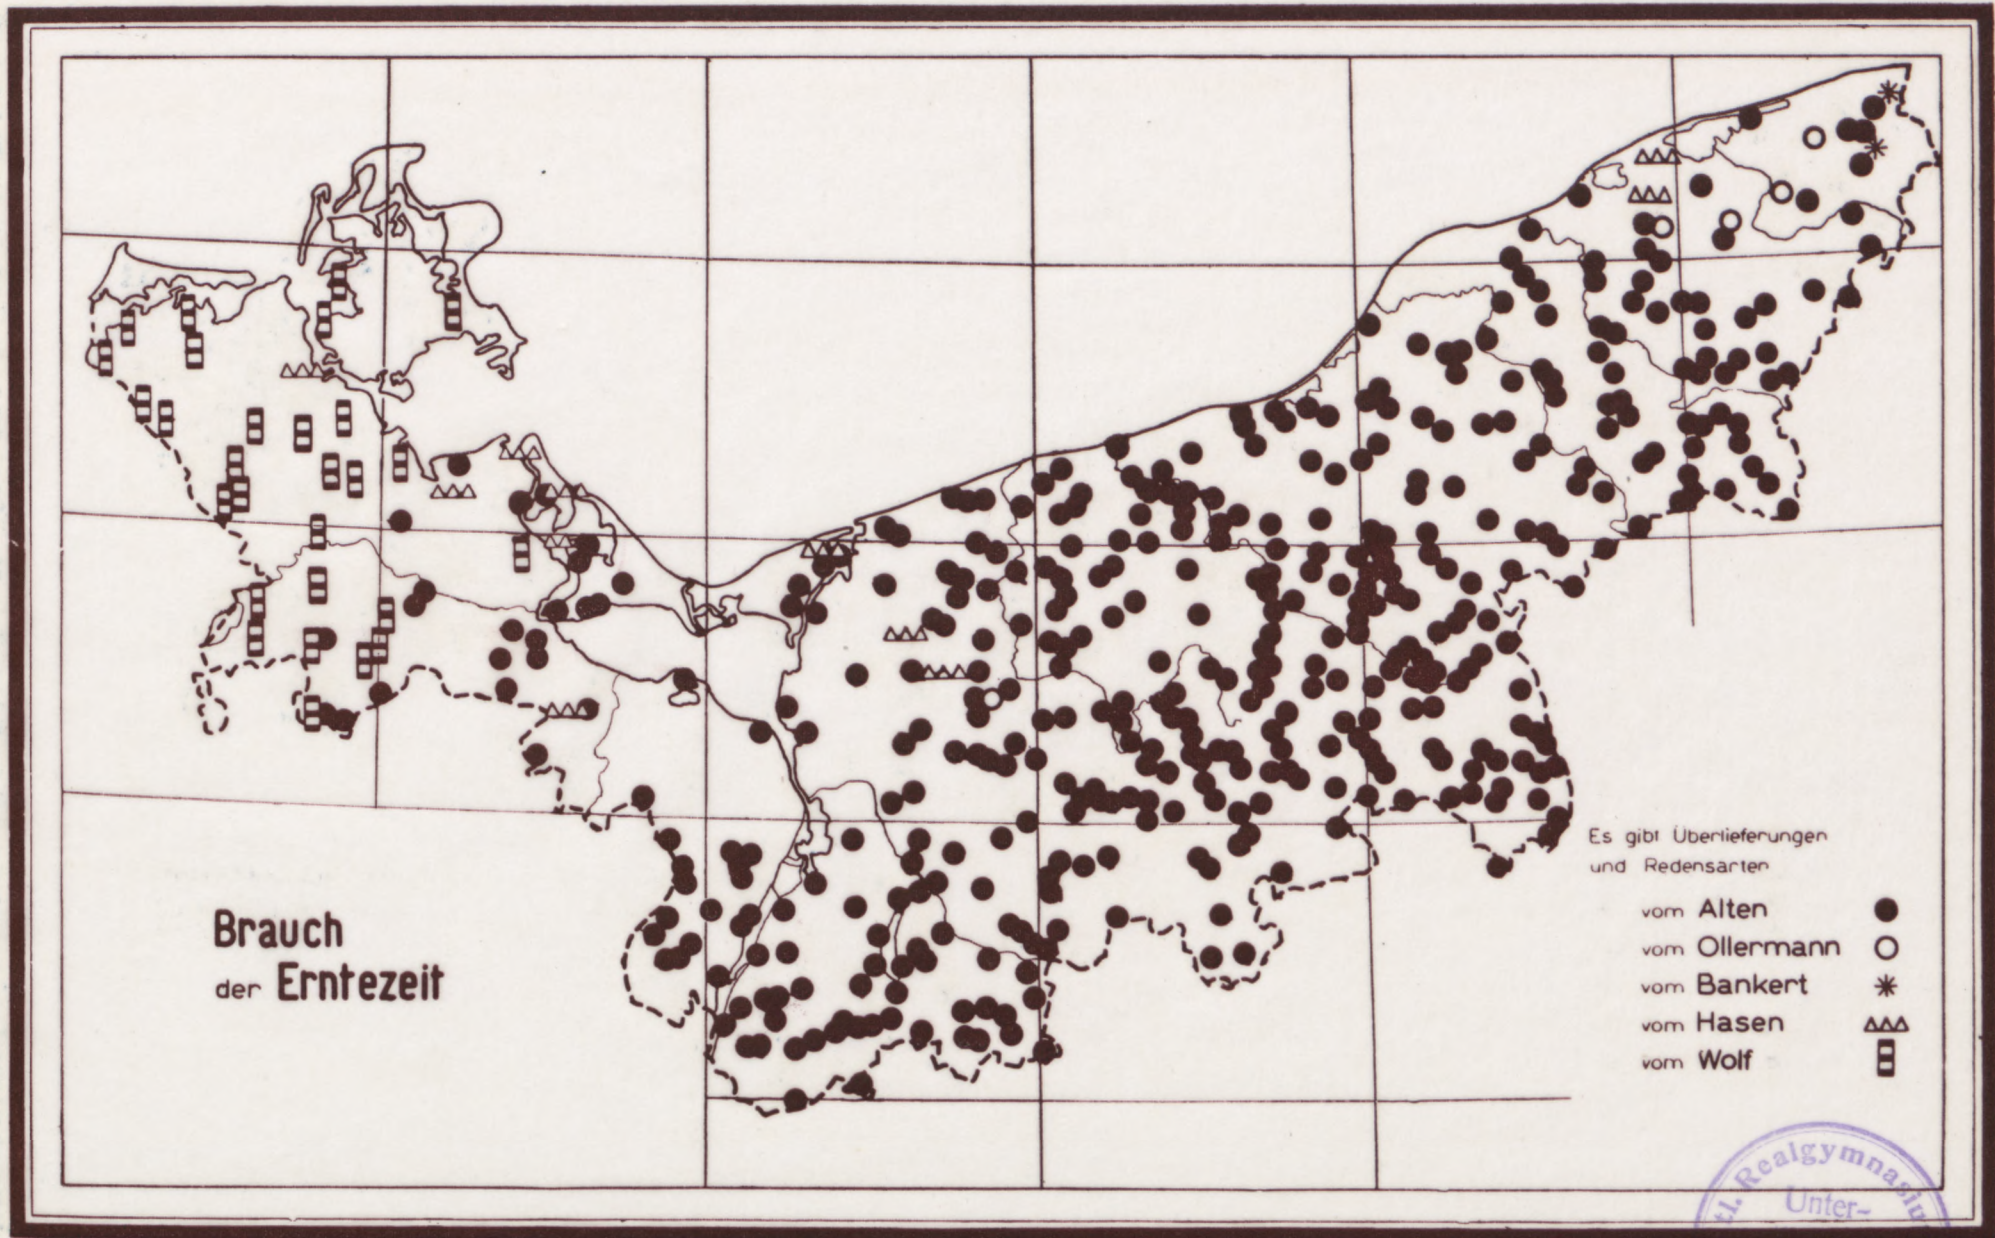 Brauch
der Erntezeit
Es gibt Überlieferungen
und Redensarten
vom Alten
vom Ollermann
vom Bankert
vom Hasen
vom Wolf
Realgymnasiu
Unter-